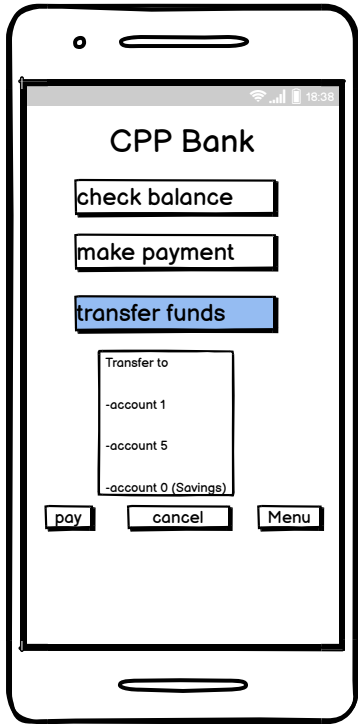 18:38
CPP Bank
check balance
make payment
transfer funds
Transfer to
-account 1
-account 5
-account 0 (Savings)
pay cancel Menu